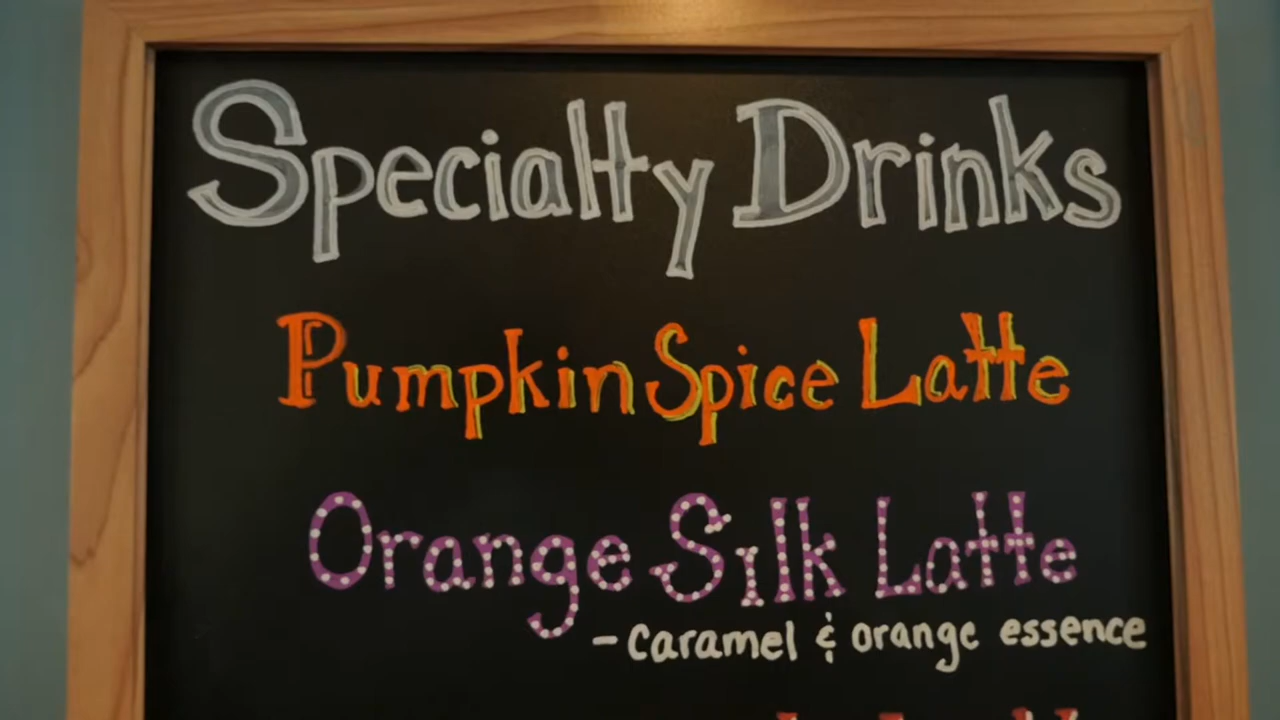 Specialty Drinks
Pumpkin Spice Latte
Orange Silk Latte
- Caramel & orange essence